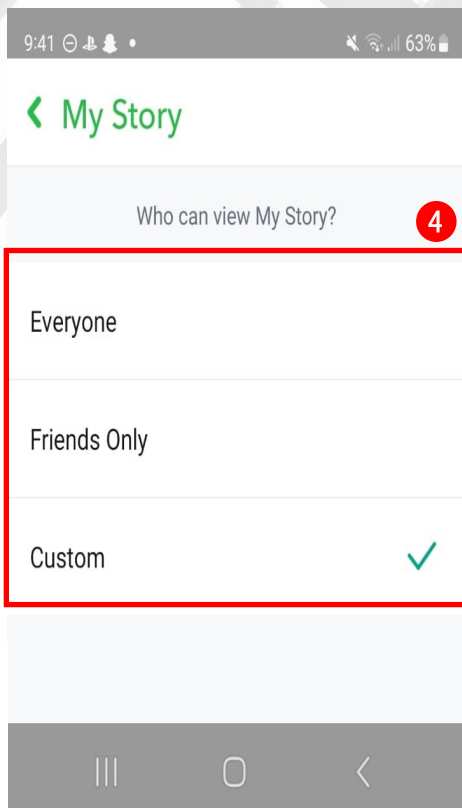 9:41 63%
My Story
Who can view My Story?
4
Everyone
Friends Only
Custom